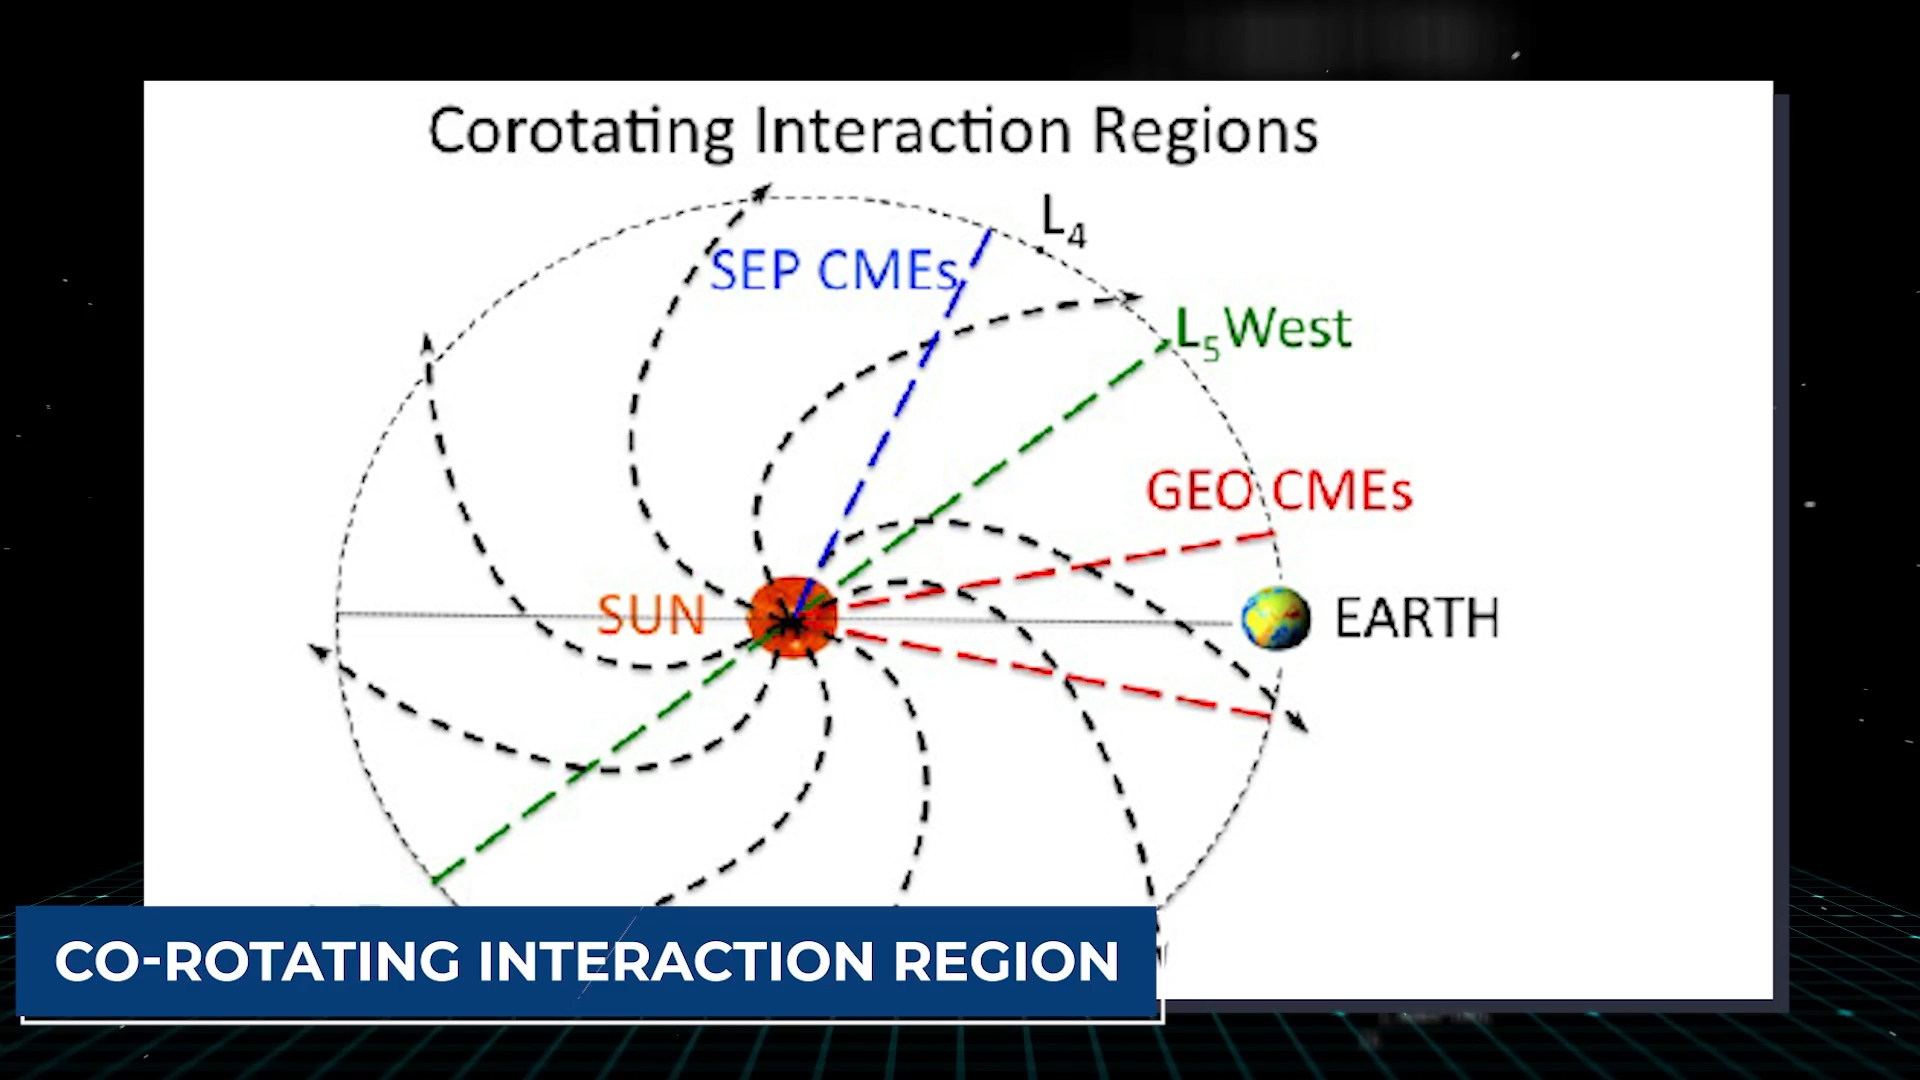 Corotating Interaction Regions
L4
SEP CMEs
L5West
GEO CMEs
SUN
EARTH
CO-ROTATING INTERACTION REGION